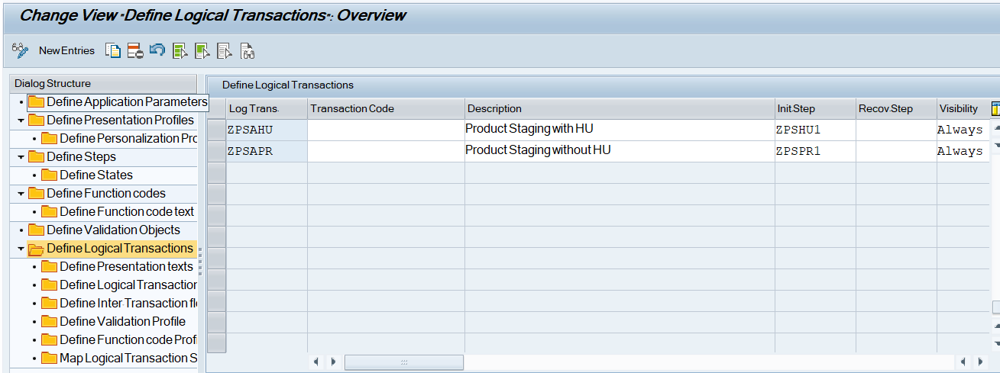 Change View "Define Logical Transactions": Overview
New Entries
Dialog Structure
Define Application Parameters
Define Presentation Profiles
Define Personalization Pro
Define Steps
Define States
Define Function codes
Define Function code text
Define Validation Objects
Define Logical Transactions
Define Presentation texts
Define Logical Transaction
Define Inter-Transaction fl
Define Validation Profile
Define Function code Prof
Map Logical Transaction S
Define Logical Transactions
Log Trans. Transaction Code Description Init Step Recov. Step Visibility
ZPSAHU Product Staging with HU ZPSHU1 Always
ZPSAPR Product Staging without HU ZPSPR1 Always